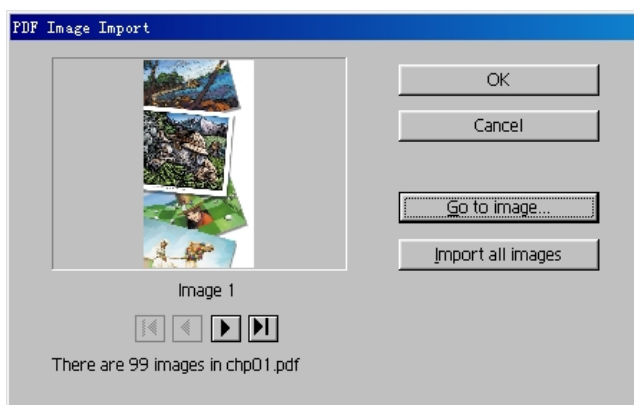 PDF Image Import
OK
Cancel
Go to image...
Import all images
Image 1
There are 99 images in chp01.pdf